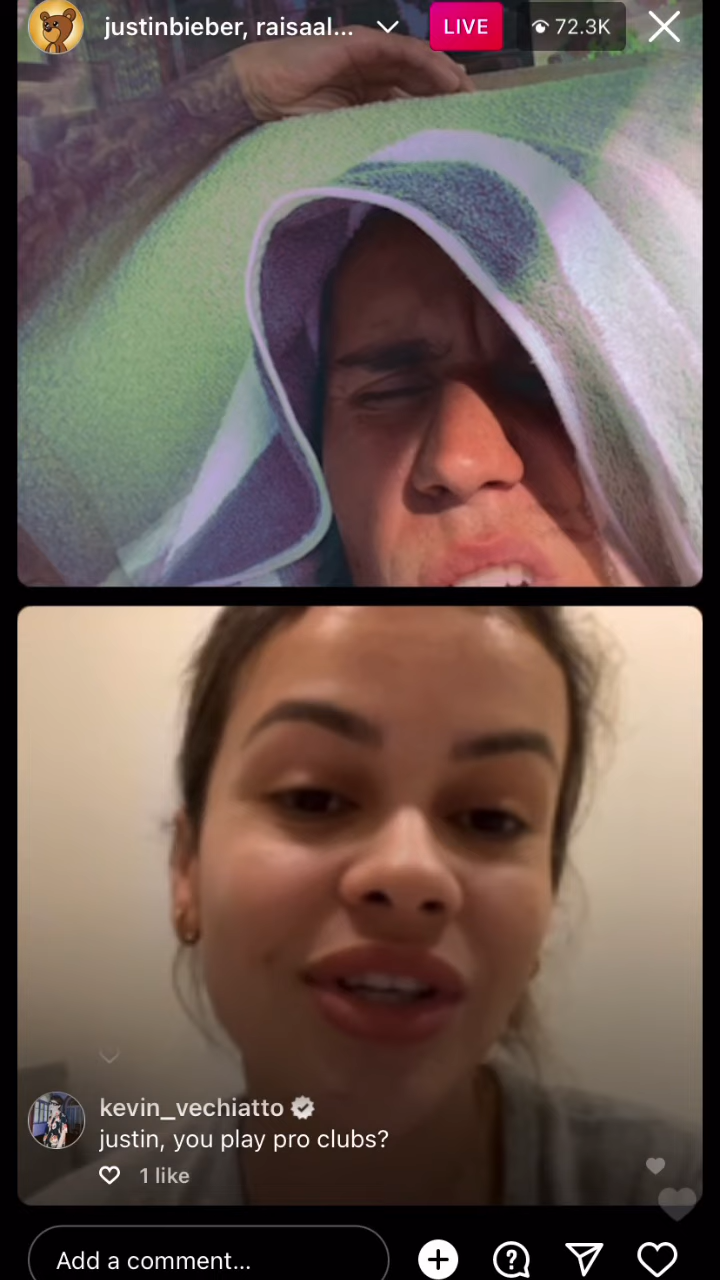 justinbieber, raisaal...
LIVE
72.3K
kevin_vechiatto
justin, you play pro clubs?
1 like
Add a comment...